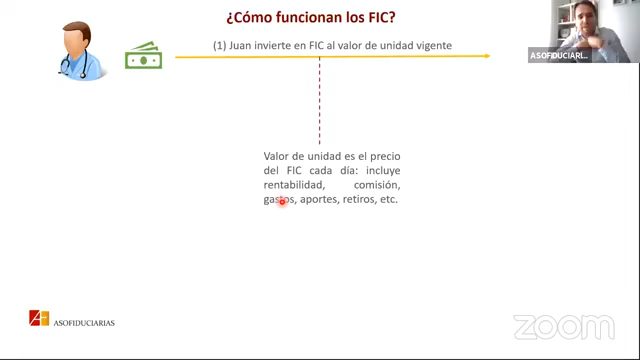 ¿Cómo funcionan los FIC?
(1) Juan invierte en FIC al valor de unidad vigente
ASOFIDUCIARI...
Valor de unidad es el precio
del FIC cada día: incluye
rentabilidad, comisión,
gastos, aportes, retiros, etc.
ASOFIDUCIARIAS
zoom